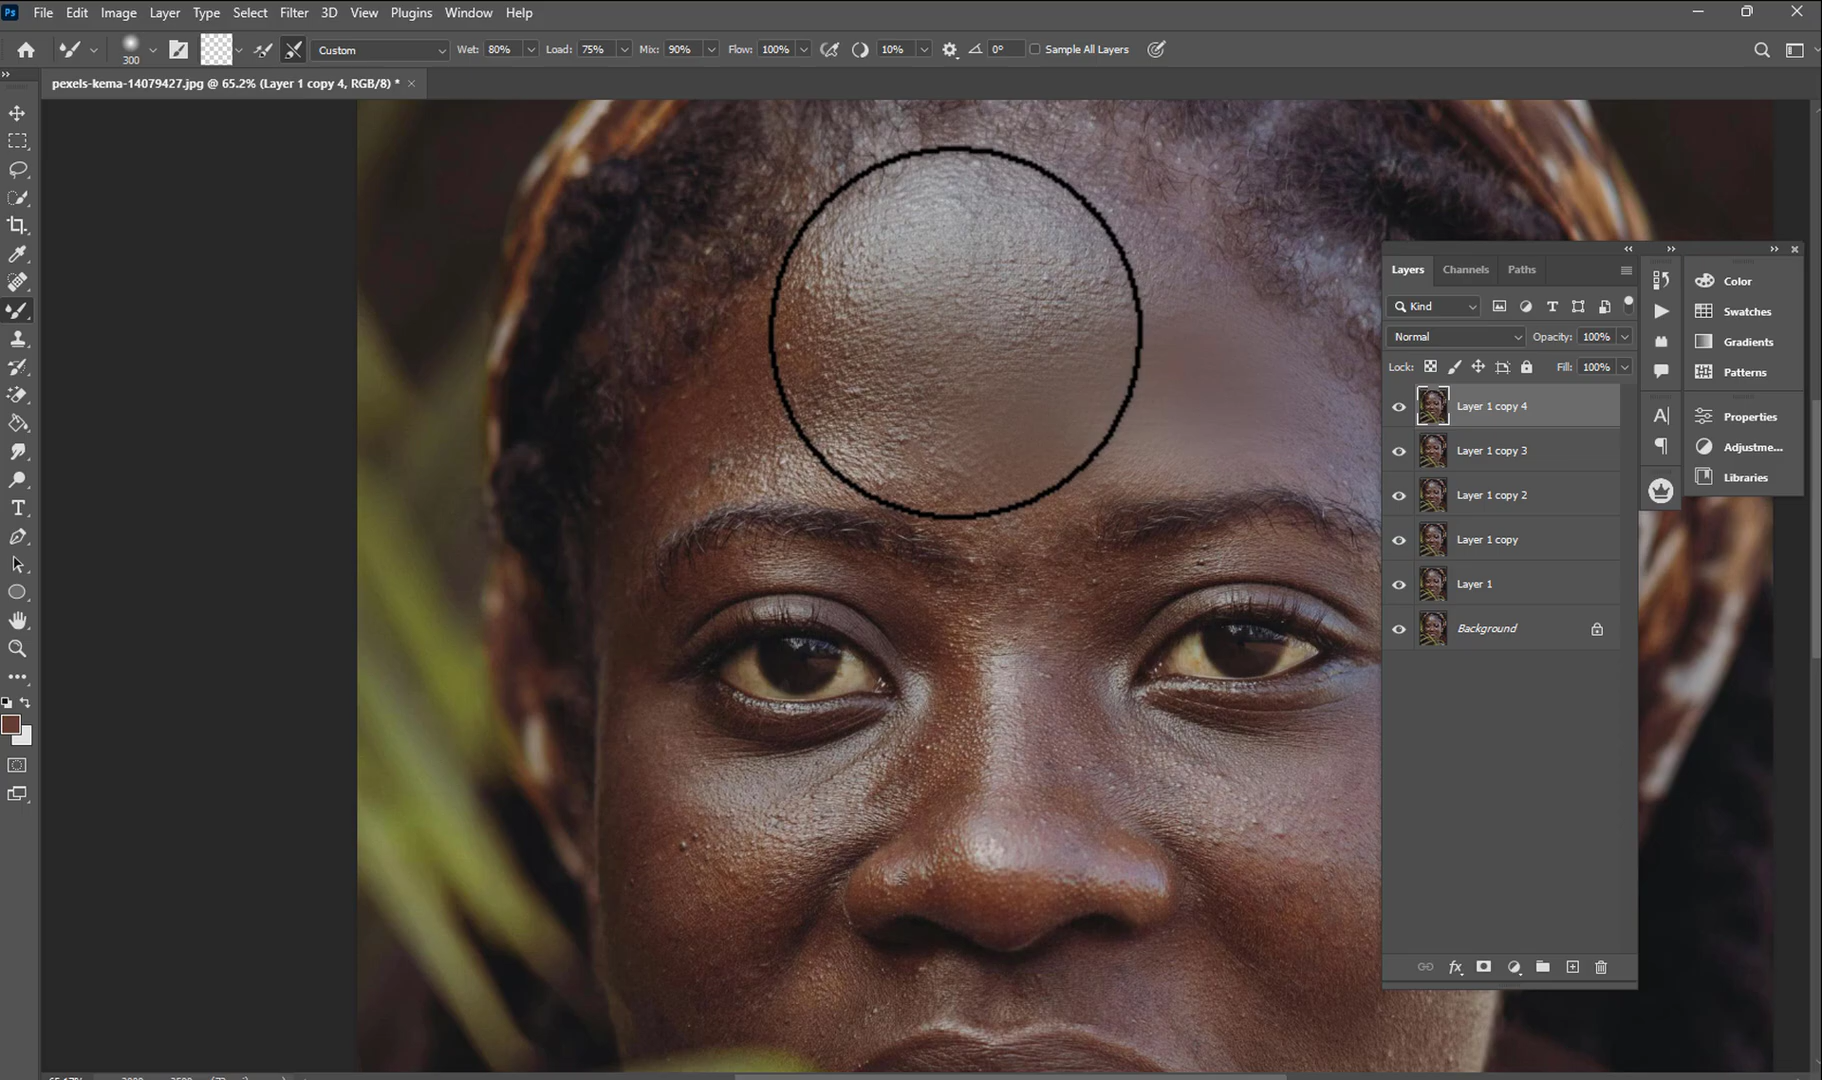 Ps File Edit Image Layer Type Select Filter 3D View Plugins Window Help
300 Custom Wet: 80% Load: 75% Mix: 90% Flow: 100% 10% 0° Sample All Layers
pexels-kema-14079427.jpg @ 65.2% (Layer 1 copy 4, RGB/8) *
Layers Channels Paths
Kind
Normal Opacity: 100%
Lock: Fill: 100%
Layer 1 copy 4
Layer 1 copy 3
Layer 1 copy 2
Layer 1 copy
Layer 1
Background
Color
Swatches
Gradients
Patterns
Properties
Adjustme...
Libraries